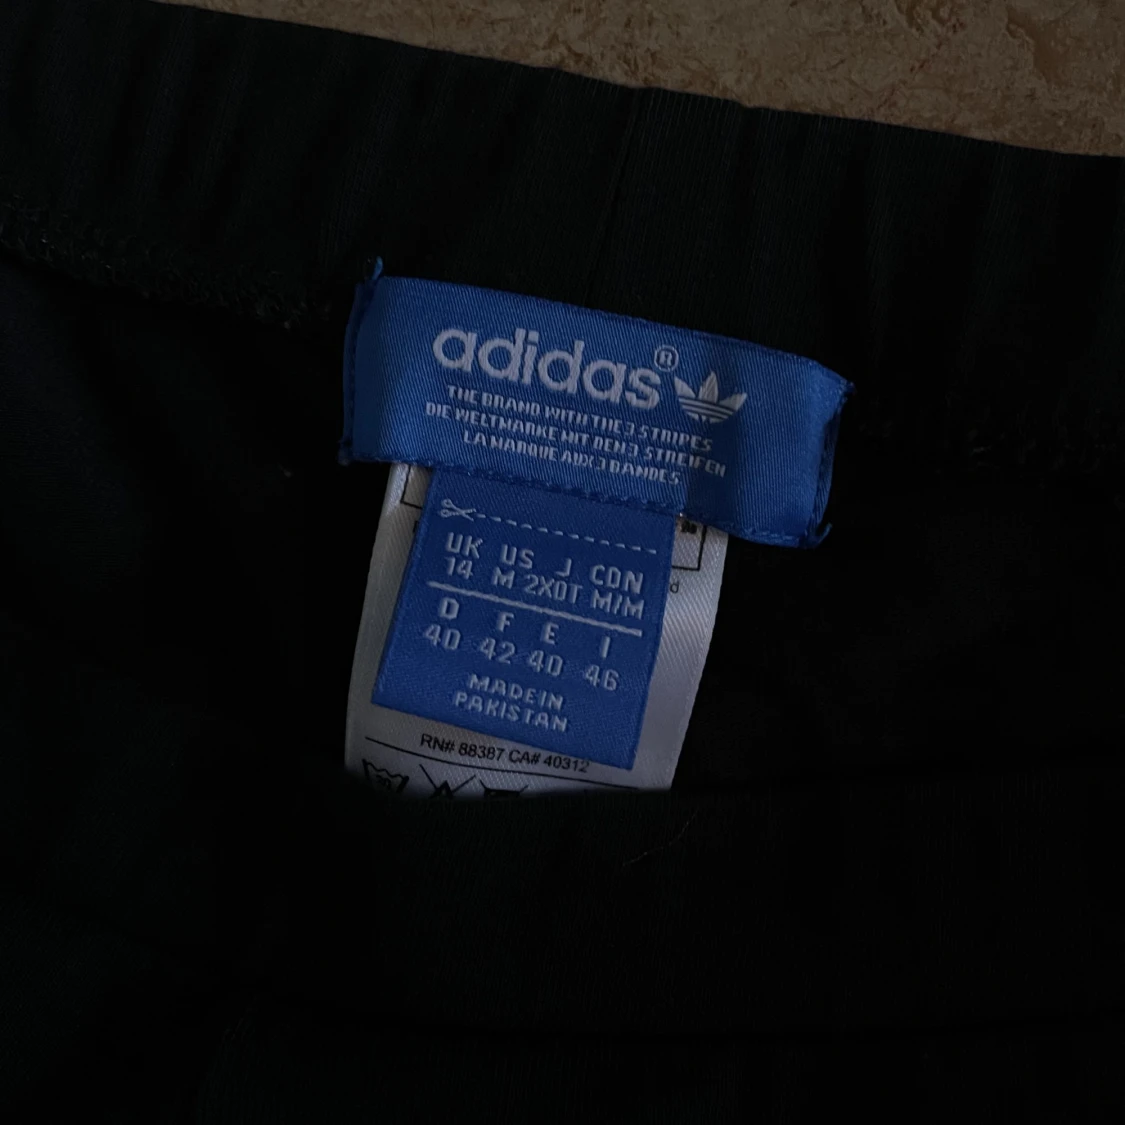 adidas®
THE BRAND WITH THE 3 STRIPES
DIE WELTMARKE MIT DEN 3 STREIFEN
LA MARQUE AUX 3 BANDES
UK US J CDN
14 M 2XOT M/M
D F E I
40 42 40 46
MADE IN
PAKISTAN
RN# 88387 CA# 40312
30